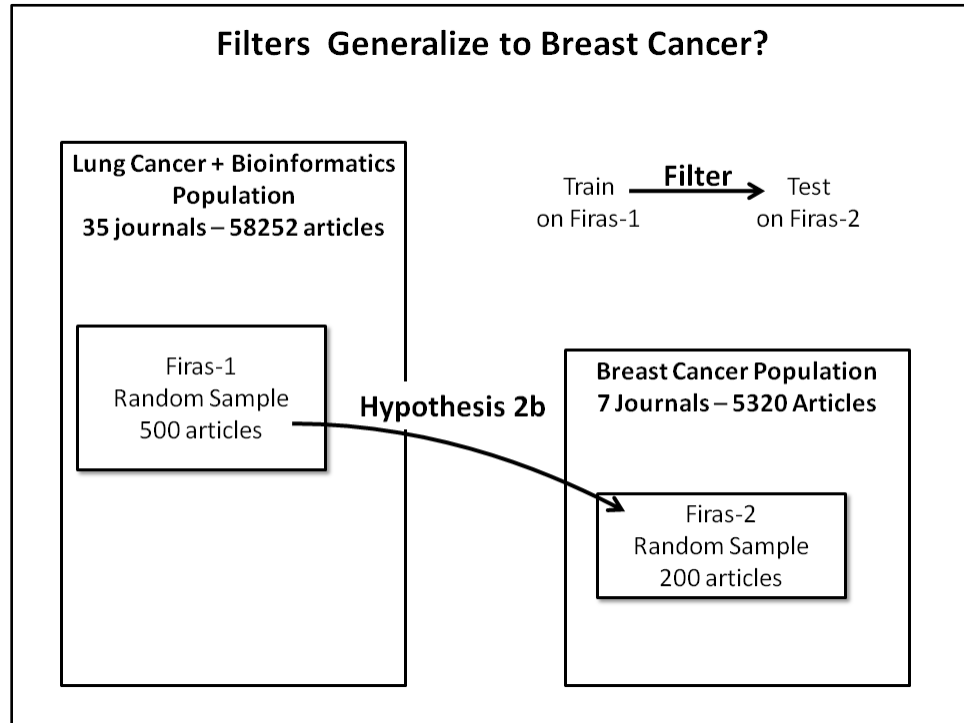 Filters Generalize to Breast Cancer?
Lung Cancer + Bioinformatics
Population
35 journals – 58252 articles
Train
on Firas-1
Filter
Test
on Firas-2
Firas-1
Random Sample
500 articles
Hypothesis 2b
Breast Cancer Population
7 Journals – 5320 Articles
Firas-2
Random Sample
200 articles